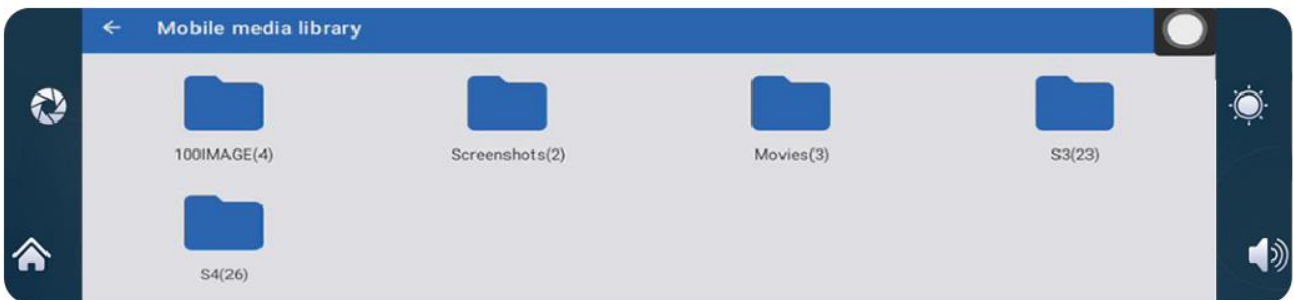 Mobile media library
100IMAGE(4)
Screenshots(2)
Movies(3)
S3(23)
S4(26)